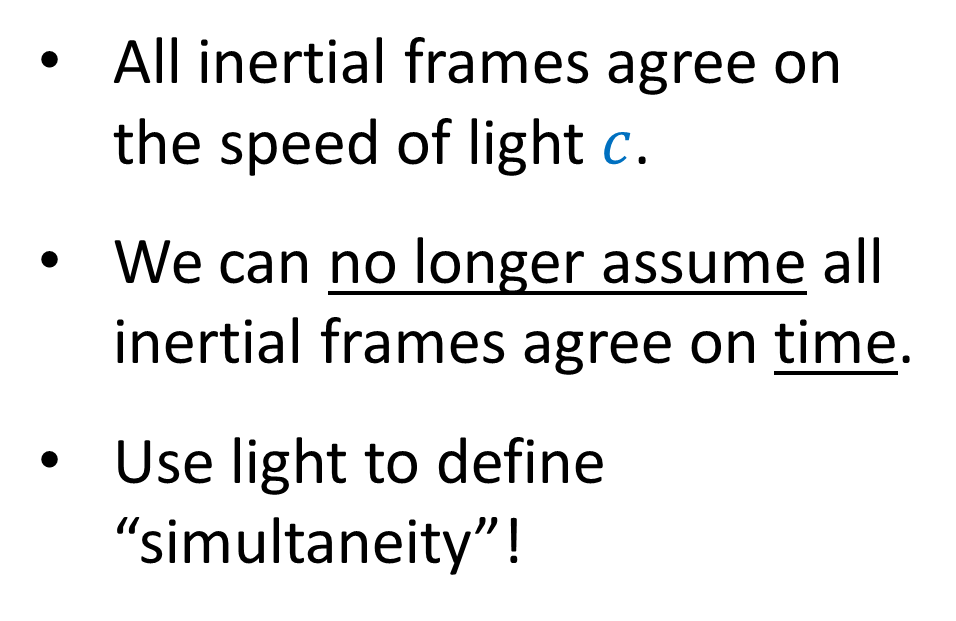 • All inertial frames agree on
the speed of light c.
• We can no longer assume all
inertial frames agree on time.
• Use light to define
“simultaneity”!